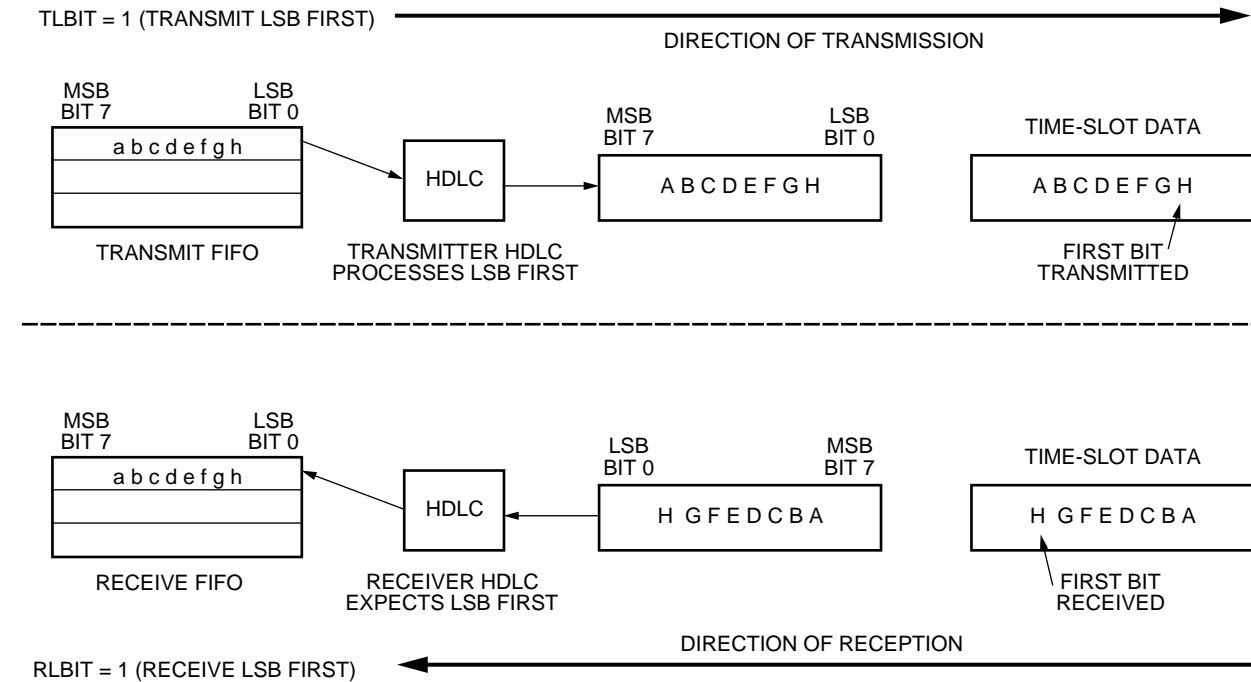 TLBIT = 1 (TRANSMIT LSB FIRST)
DIRECTION OF TRANSMISSION
MSB
BIT 7
LSB
BIT 0
a b c d e f g h
TRANSMIT FIFO
HDLC
TRANSMITTER HDLC
PROCESSES LSB FIRST
MSB
BIT 7
LSB
BIT 0
A B C D E F G H
TIME-SLOT DATA
A B C D E F G H
FIRST BIT
TRANSMITTED
MSB
BIT 7
LSB
BIT 0
a b c d e f g h
RECEIVE FIFO
HDLC
RECEIVER HDLC
EXPECTS LSB FIRST
LSB
BIT 0
MSB
BIT 7
H G F E D C B A
TIME-SLOT DATA
H G F E D C B A
FIRST BIT
RECEIVED
DIRECTION OF RECEPTION
RLBIT = 1 (RECEIVE LSB FIRST)